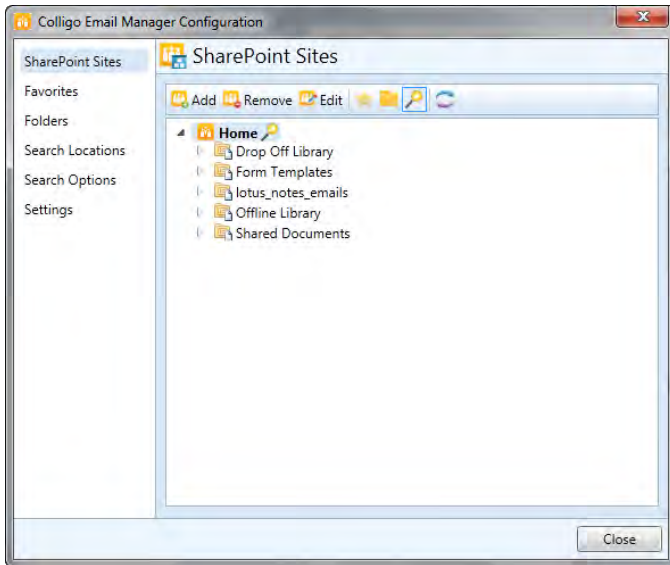 Colligo Email Manager Configuration
SharePoint Sites
Favorites
Folders
Search Locations
Search Options
Settings
SharePoint Sites
Add Remove Edit
Home
Drop Off Library
Form Templates
lotus_notes_emails
Offline Library
Shared Documents
Close